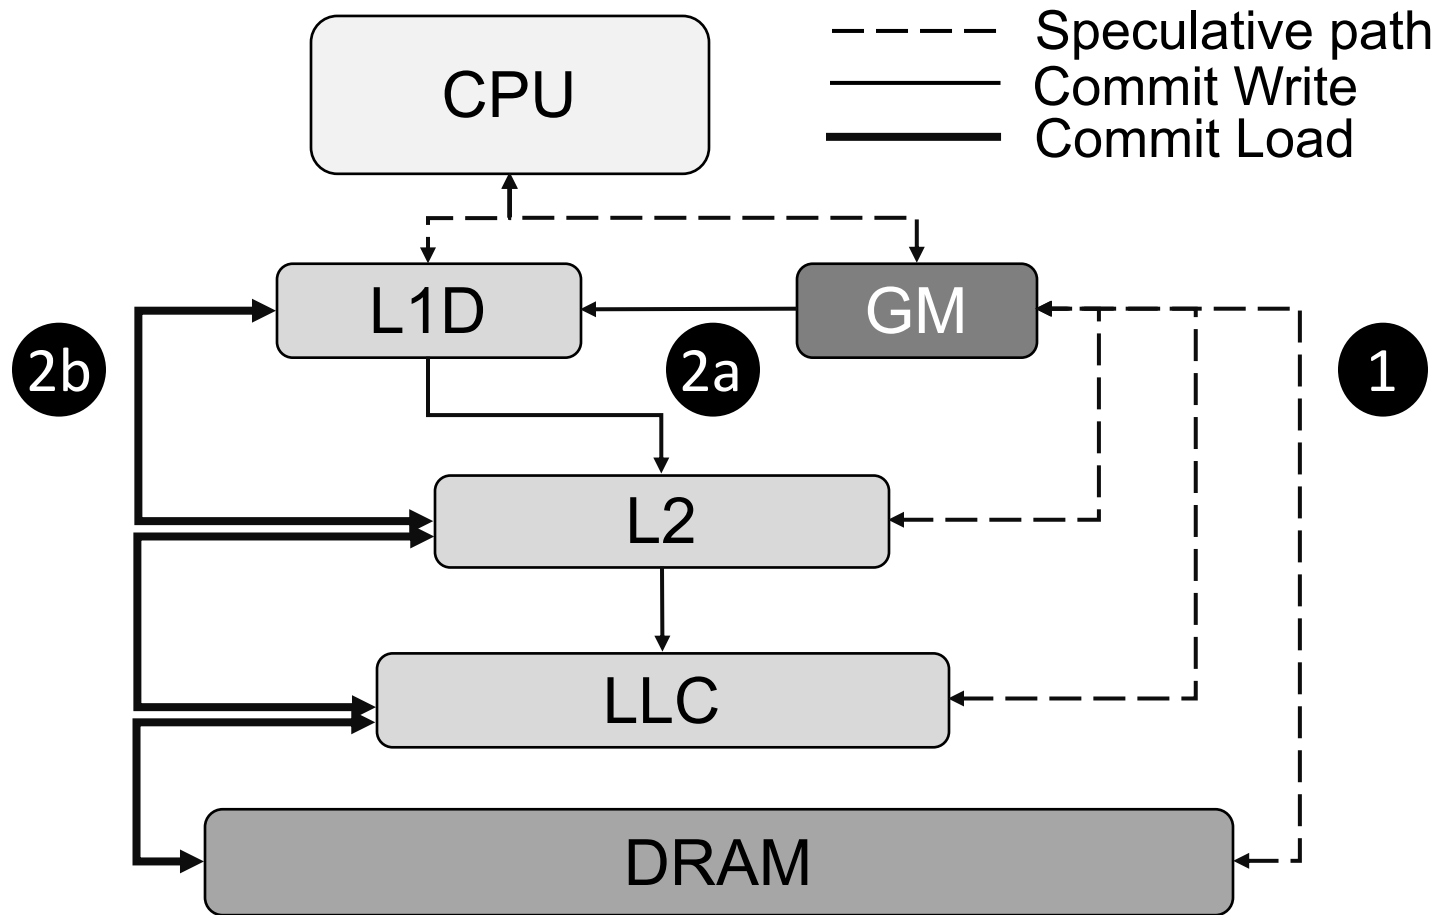 CPU
Speculative path
Commit Write
Commit Load
L1D
GM
2b
2a
1
L2
LLC
DRAM